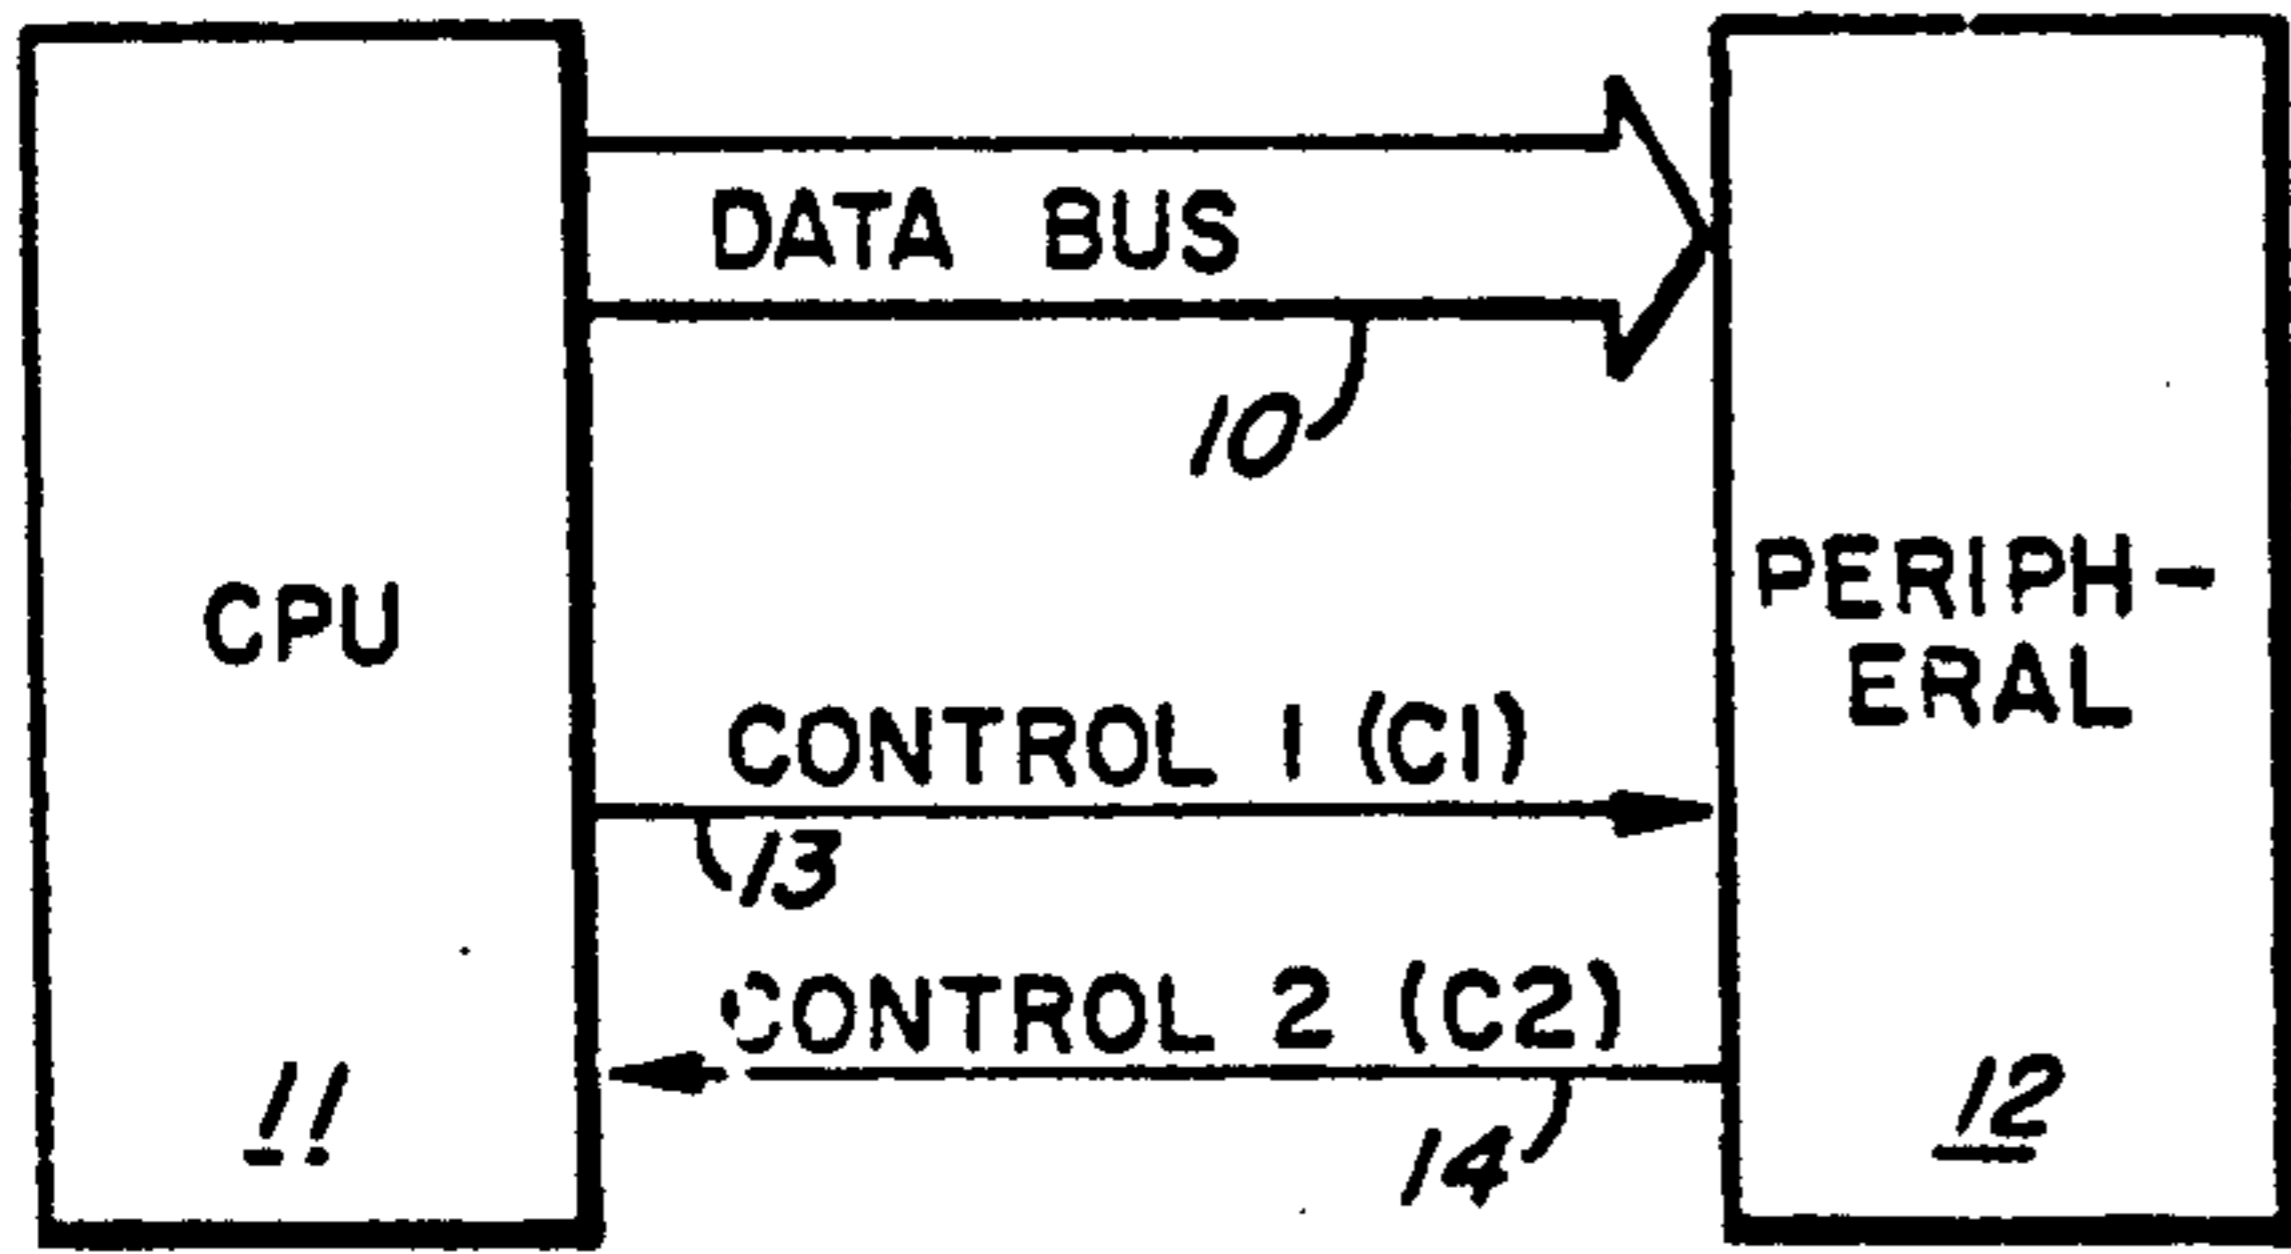 DATA BUS
10
CPU
PERIPH-
ERAL
CONTROL 1 (C1)
13
CONTROL 2 (C2)
11
12
14